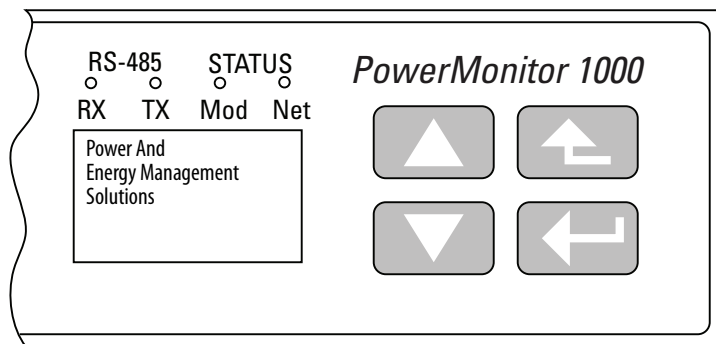 RS-485 STATUS
RX TX Mod Net
PowerMonitor 1000
Power And
Energy Management
Solutions